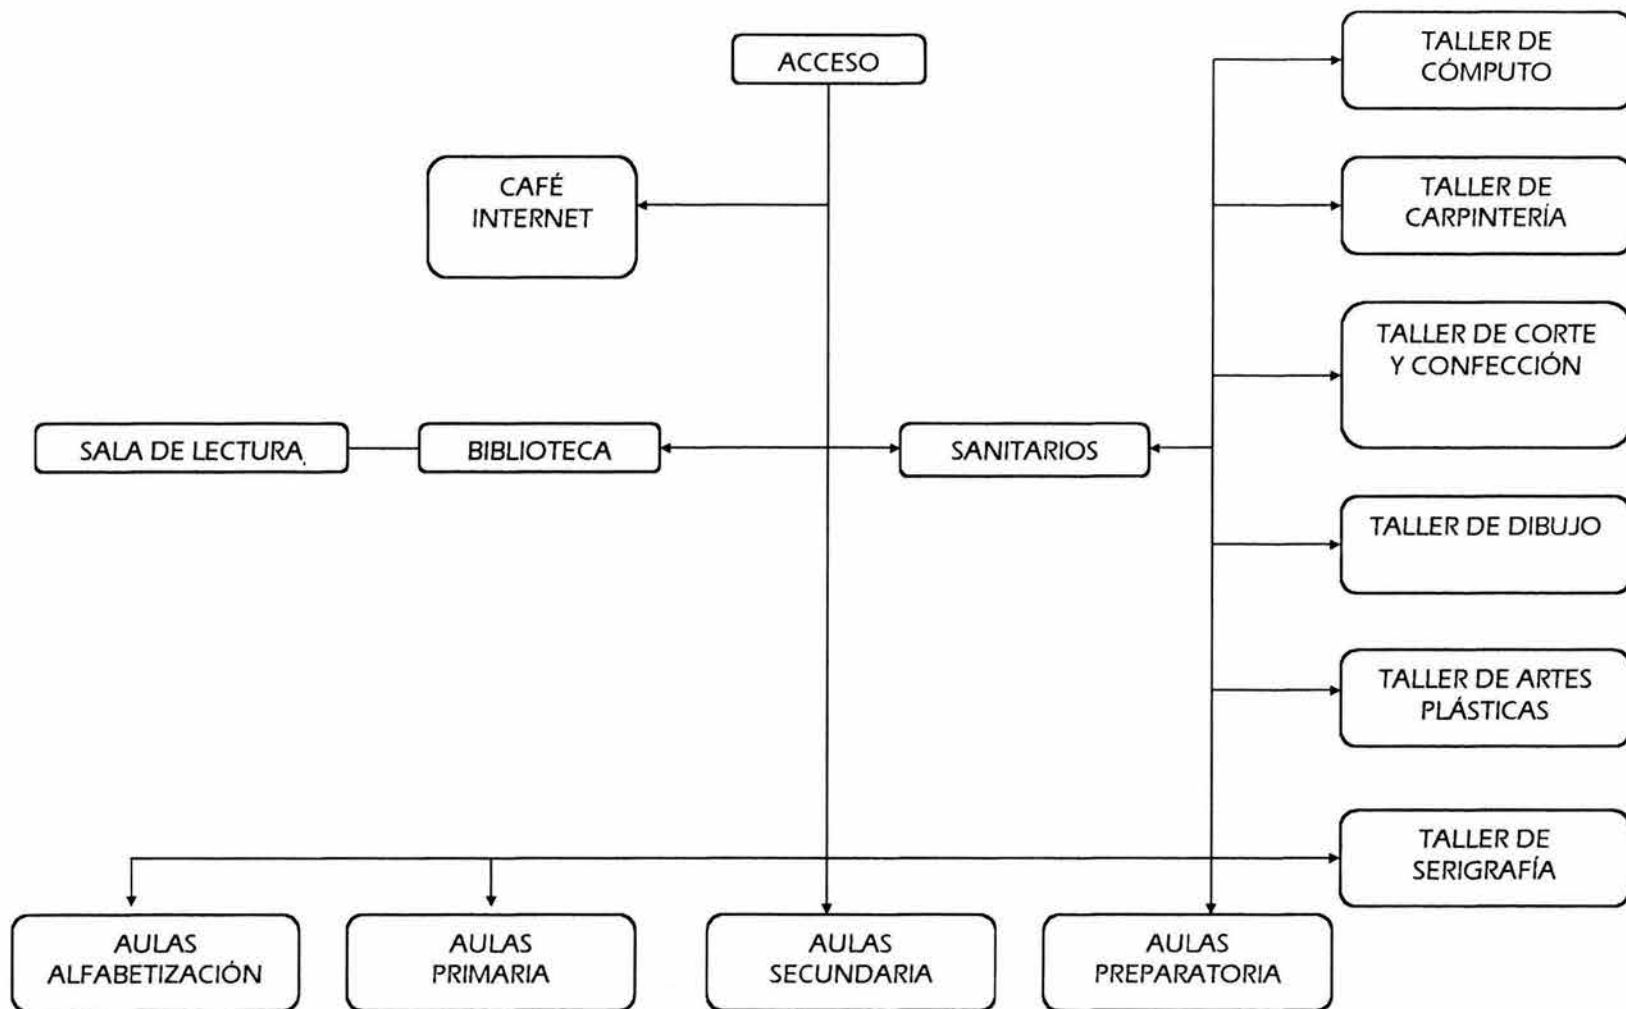 ACCESO
TALLER DE
CÓMPUTO
CAFÉ
INTERNET
TALLER DE
CARPINTERÍA
TALLER DE CORTE
Y CONFECCIÓN
SALA DE LECTURA
BIBLIOTECA
SANITARIOS
TALLER DE DIBUJO
TALLER DE ARTES
PLÁSTICAS
TALLER DE
SERIGRAFÍA
AULAS
ALFABETIZACIÓN
AULAS
PRIMARIA
AULAS
SECUNDARIA
AULAS
PREPARATORIA